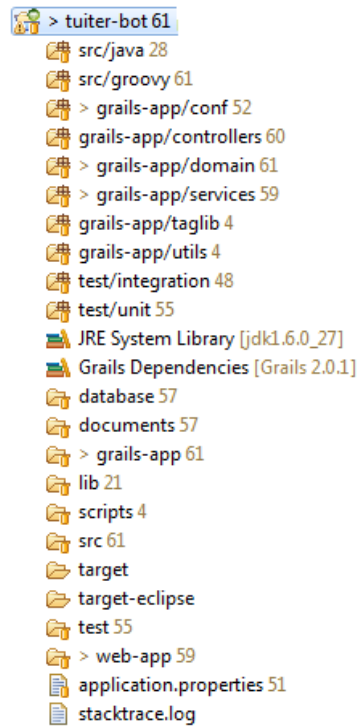 > tuiter-bot 61
src/java 28
src/groovy 61
> grails-app/conf 52
grails-app/controllers 60
> grails-app/domain 61
> grails-app/services 59
grails-app/taglib 4
grails-app/utils 4
test/integration 48
test/unit 55
JRE System Library [jdk1.6.0_27]
Grails Dependencies [Grails 2.0.1]
database 57
documents 57
> grails-app 61
lib 21
scripts 4
src 61
target
target-eclipse
test 55
> web-app 59
application.properties 51
stacktrace.log